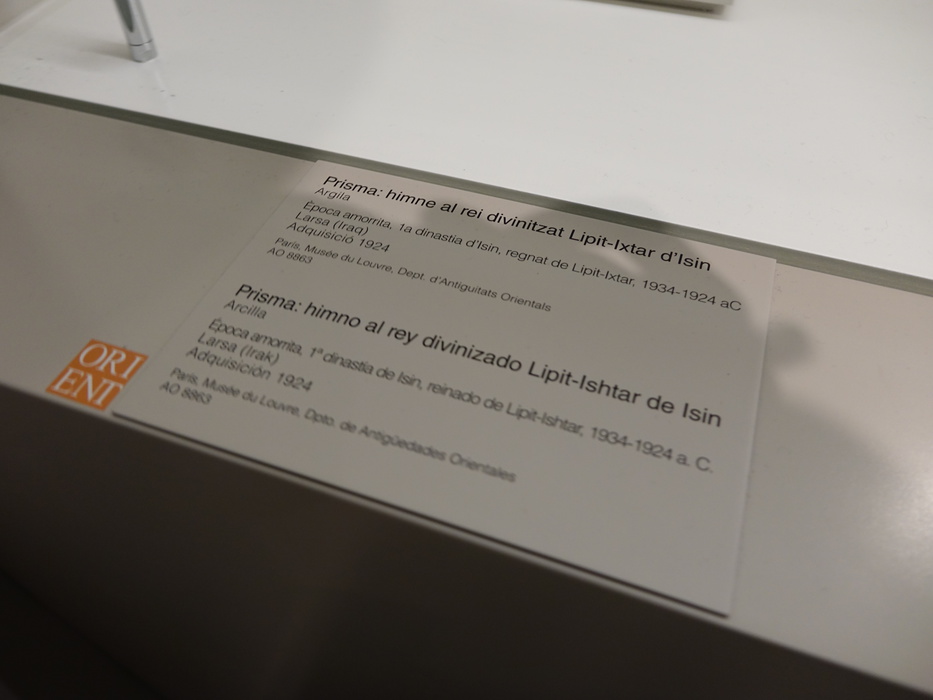 Prisma: himne al rei divinitzat Lipit-Ixtar d'Isin
Argila
Època amorrita, 1a dinastia d'Isin, regnat de Lipit-Ixtar, 1934-1924 aC
Larsa (Iraq)
Adquisició 1924
París, Musée du Louvre, Dept. d'Antiguitats Orientals
AO 8863
Prisma: himno al rey divinizado Lipit-Ishtar de Isin
Arcilla
Época amorrita, 1ª dinastía de Isin, reinado de Lipit-Ishtar, 1934-1924 a. C.
Larsa (Irak)
Adquisición 1924
París, Musée du Louvre, Dpto. de Antigüedades Orientales
AO 8863
ORI
ENT